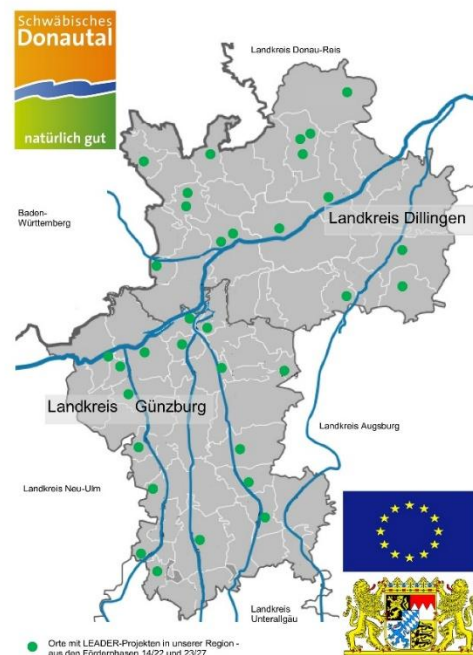 Schwäbisches
Donautal
natürlich gut
Landkreis Donau-Ries
Baden-
Württemberg
Landkreis Dillingen
Landkreis Günzburg
Landkreis Augsburg
Landkreis Neu-Ulm
Landkreis
Unterallgäu
Orte mit LEADER-Projekten in unserer Region -
aus den Förderphasen 14/22 und 23/27